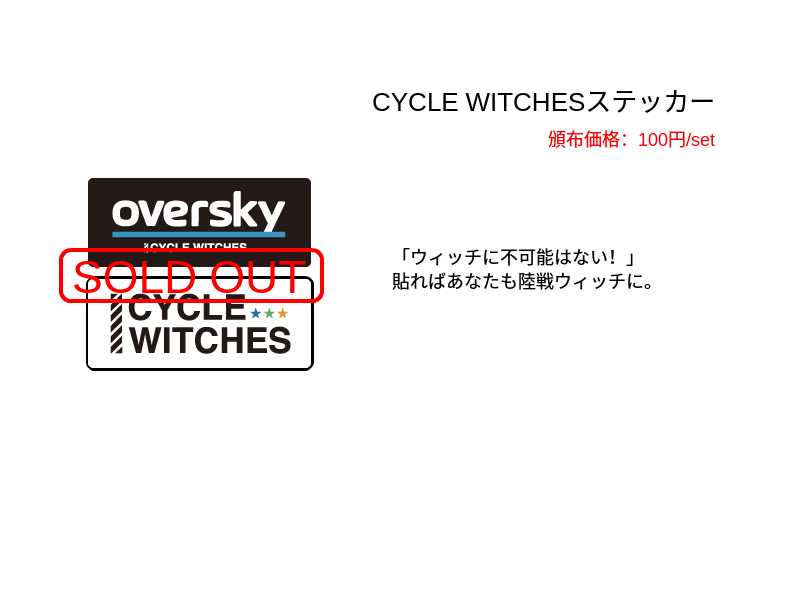 CYCLE WITCHESステッカー
頒布価格：100円/set
oversky
CYCLE WITCHES
SOLD OUT
CYCLE
WITCHES
「ウィッチに不可能はない！」
貼ればあなたも陸戦ウィッチに。